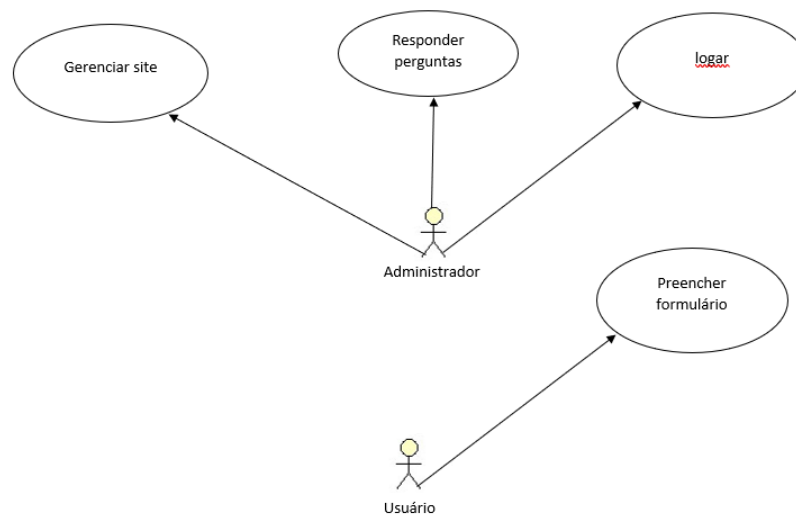 Gerenciar site
Responder
perguntas
logar
Administrador
Preencher
formulário
Usuário